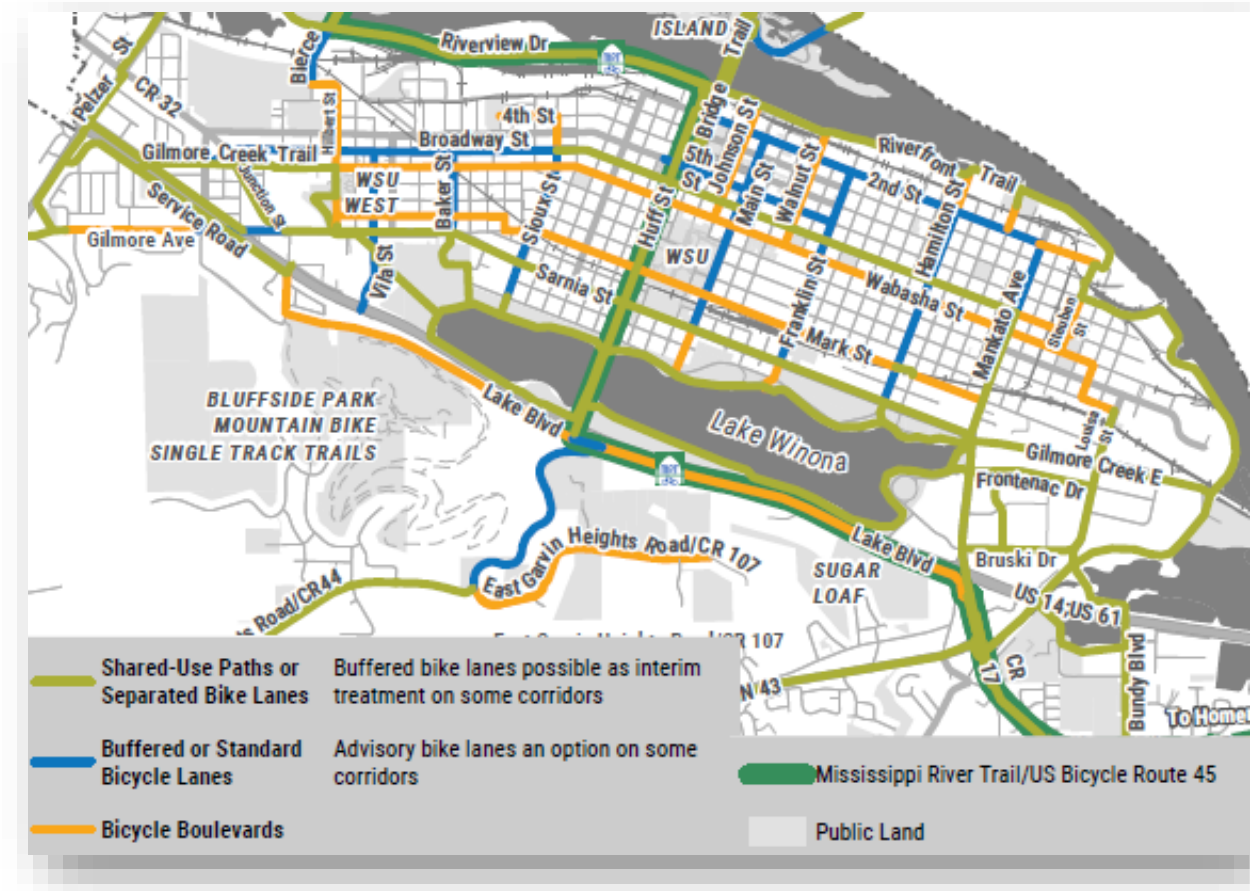 ISLAND
Riverview Dr
Bridge Trail
Pelzer St
CR 32
Bierce
Hilbert St
4th St
Broadway St
Gilmore Creek Trail
Junction St
WSU
WEST
Baker St
Sioux St
5th
St
Johnson St
Main St
Walnut St
Riverfront Trail
2nd St
Hamilton St
Service Road
Gilmore Ave
Vila St
Sarnia St
Huff St
WSU
Franklin St
Wabasha St
Mankato Ave
Steuben
St
Mark St
BLUFFSIDE PARK
MOUNTAIN BIKE
SINGLE TRACK TRAILS
Lake Blvd
Lake Winona
Louisa
St
Gilmore Creek E
Frontenac Dr
East Garvin Heights Road/CR 107
Lake Blvd
SUGAR
LOAF
Bruski Dr
US 14;US 61
s Road/CR44
107
N 43
CR
17
Bundy Blvd
To Homer
Shared-Use Paths or
Separated Bike Lanes
Buffered bike lanes possible as interim
treatment on some corridors
Buffered or Standard
Bicycle Lanes
Advisory bike lanes an option on some
corridors
Bicycle Boulevards
Mississippi River Trail/US Bicycle Route 45
Public Land